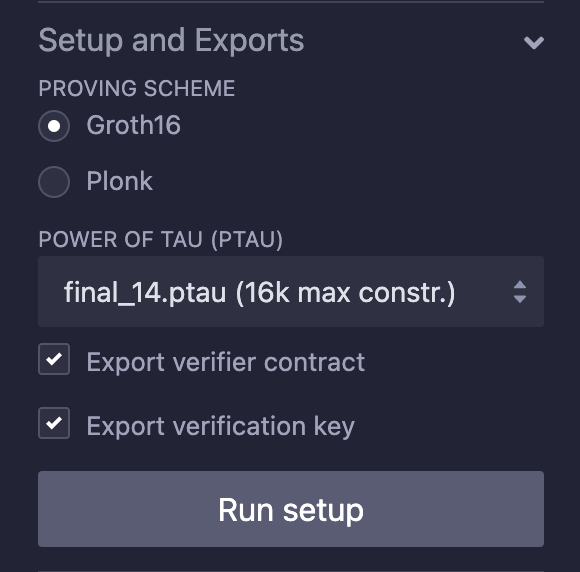 Setup and Exports
PROVING SCHEME
Groth16
Plonk
POWER OF TAU (PTAU)
final_14.ptau (16k max constr.)
Export verifier contract
Export verification key
Run setup